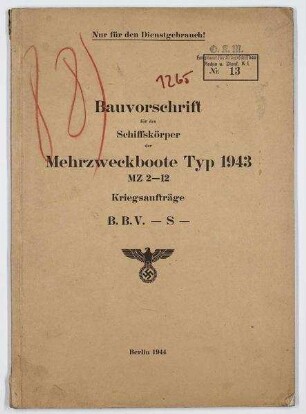 Nur für den Dienstgebrauch!
O. K. M.
Nr. 13
88)
1265
Bauvorschrift
für den
Schiffskörper
der
Mehrzweckboote Typ 1943
MZ 2—12
Kriegsaufträge
B. B. V. — S —
Berlin 1944